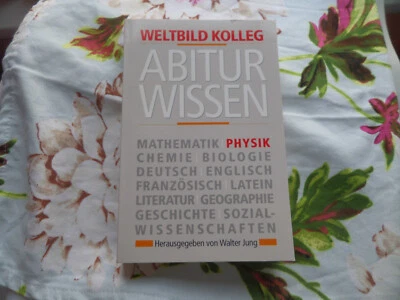 WELTBILD KOLLEG
ABITUR
WISSEN
MATHEMATIK PHYSIK
CHEMIE BIOLOGIE
DEUTSCH ENGLISCH
FRANZÖSISCH LATEIN
LITERATUR GEOGRAPHIE
GESCHICHTE SOZIAL-
WISSENSCHAFTEN
Herausgegeben von Walter Jung